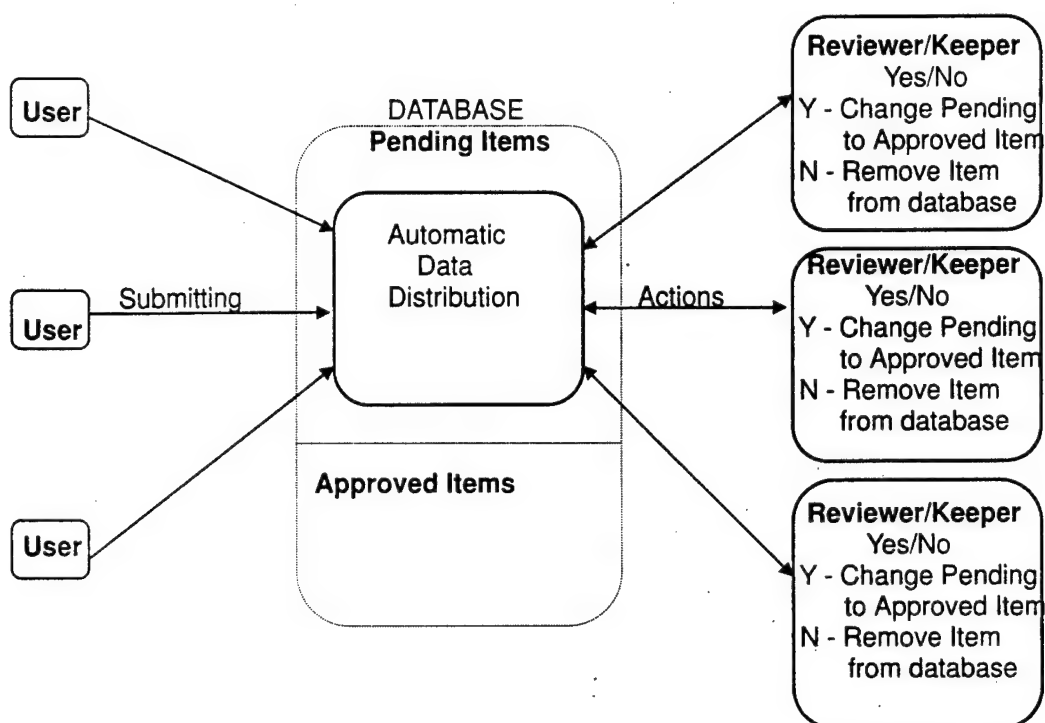 User
Submitting
User
User
DATABASE
Pending Items
Automatic
Data
Distribution
Approved Items
Actions
Reviewer/Keeper
Yes/No
Y - Change Pending
to Approved Item
N - Remove Item
from database
Reviewer/Keeper
Yes/No
Y - Change Pending
to Approved Item
N - Remove Item
from database
Reviewer/Keeper
Yes/No
Y - Change Pending
to Approved Item
N - Remove Item
from database